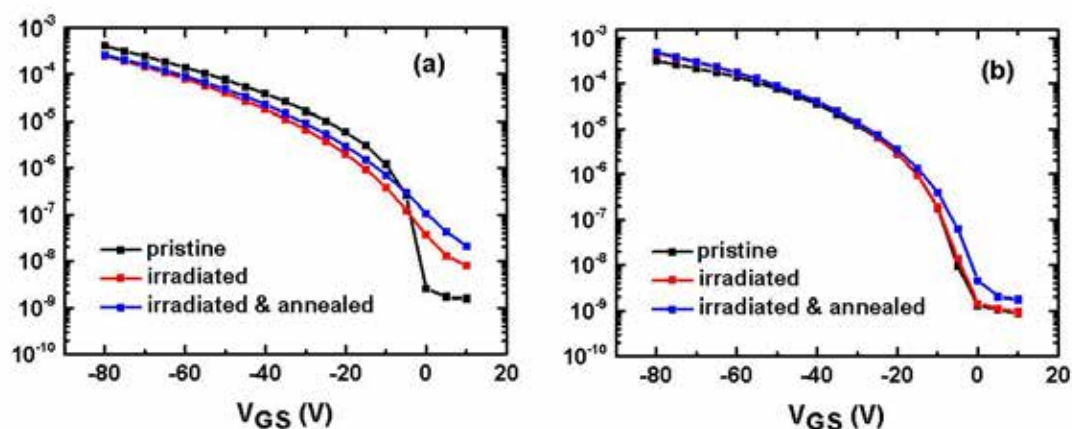 10⁻³
10⁻⁴
10⁻⁵
10⁻⁶
10⁻⁷
10⁻⁸
10⁻⁹
10⁻¹⁰
(a)
pristine
irradiated
irradiated & annealed
-80 -60 -40 -20 0 20
VGS (V)
10⁻³
10⁻⁴
10⁻⁵
10⁻⁶
10⁻⁷
10⁻⁸
10⁻⁹
10⁻¹⁰
(b)
pristine
irradiated
irradiated & annealed
-80 -60 -40 -20 0 20
VGS (V)